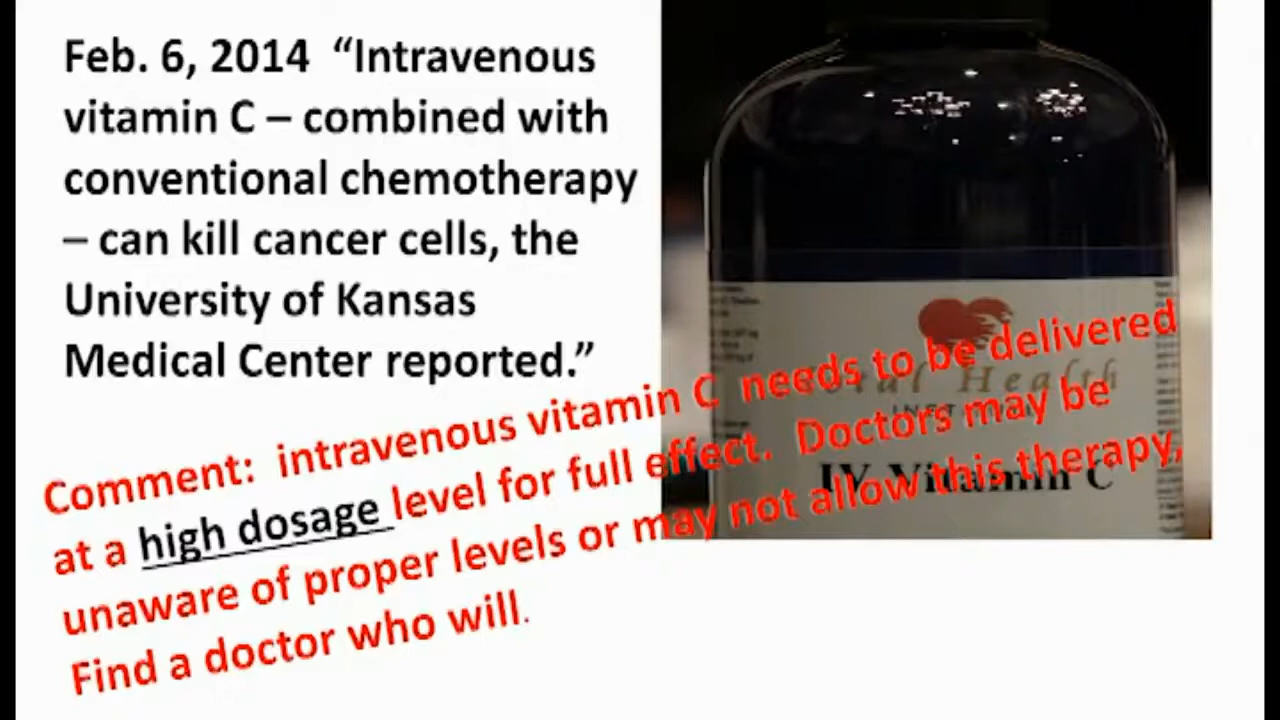 Feb. 6, 2014 “Intravenous
vitamin C – combined with
conventional chemotherapy
– can kill cancer cells, the
University of Kansas
Medical Center reported.”
Comment: intravenous vitamin C needs to be delivered
at a high dosage level for full effect. Doctors may be
unaware of proper levels or may not allow this therapy,
Find a doctor who will.
Health
IV Vitamin C